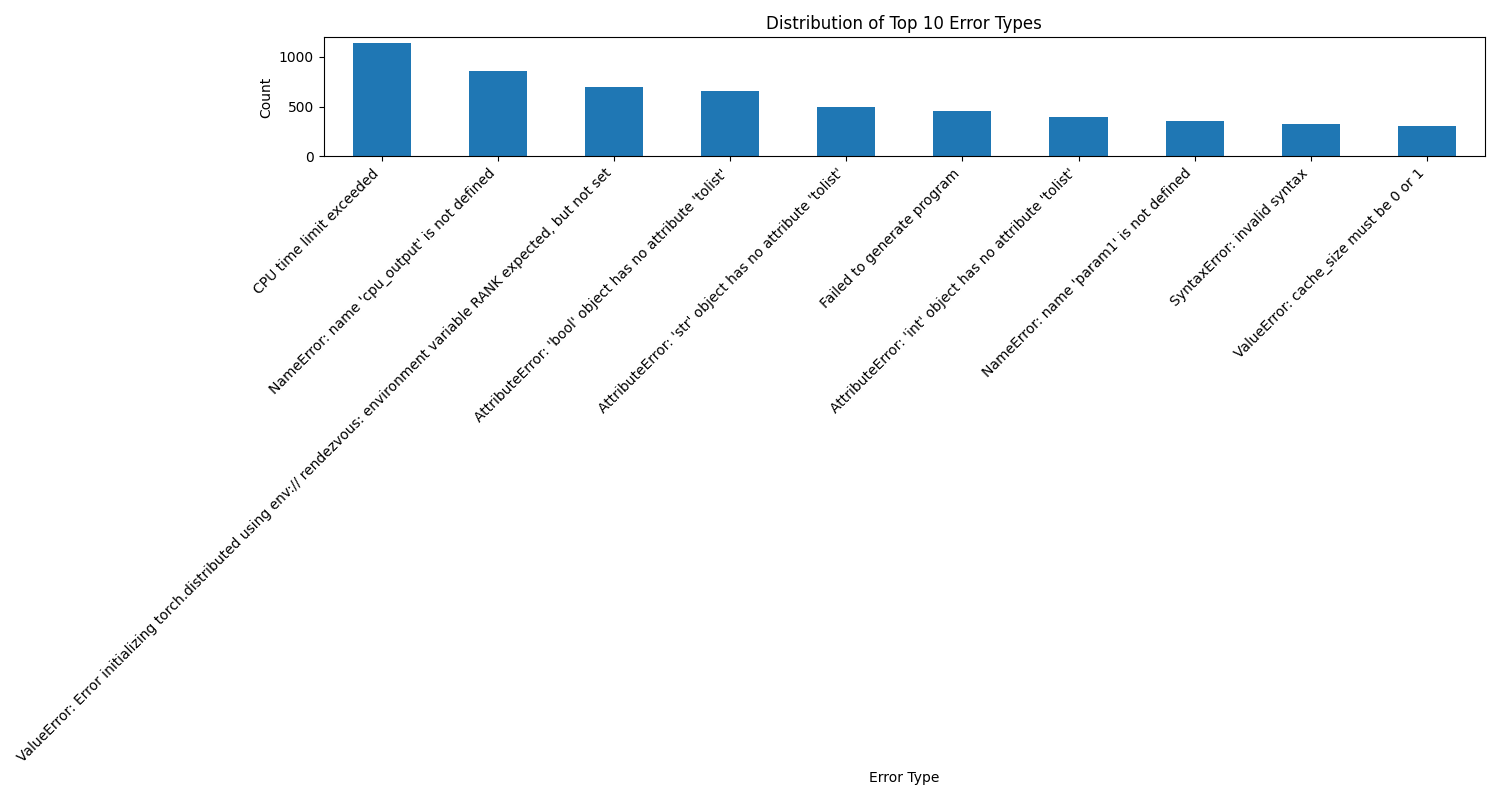 Distribution of Top 10 Error Types
Count
1000
500
0
CPU time limit exceeded
NameError: name 'cpu_output' is not defined
ValueError: Error initializing torch.distributed using env:// rendezvous: environment variable RANK expected, but not set
AttributeError: 'bool' object has no attribute 'tolist'
AttributeError: 'str' object has no attribute 'tolist'
Failed to generate program
AttributeError: 'int' object has no attribute 'tolist'
NameError: name 'param1' is not defined
SyntaxError: invalid syntax
ValueError: cache_size must be 0 or 1
Error Type